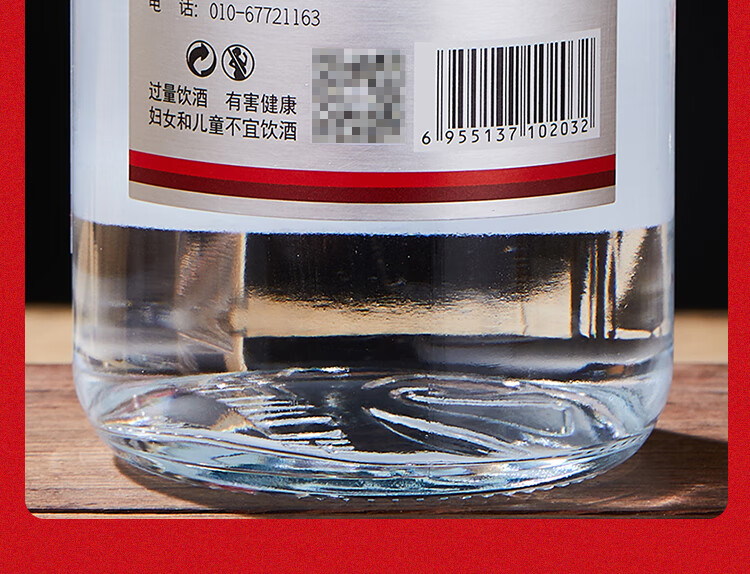 电 话: 010-67721163
过量饮酒 有害健康
妇女和儿童不宜饮酒
6 955137 102032